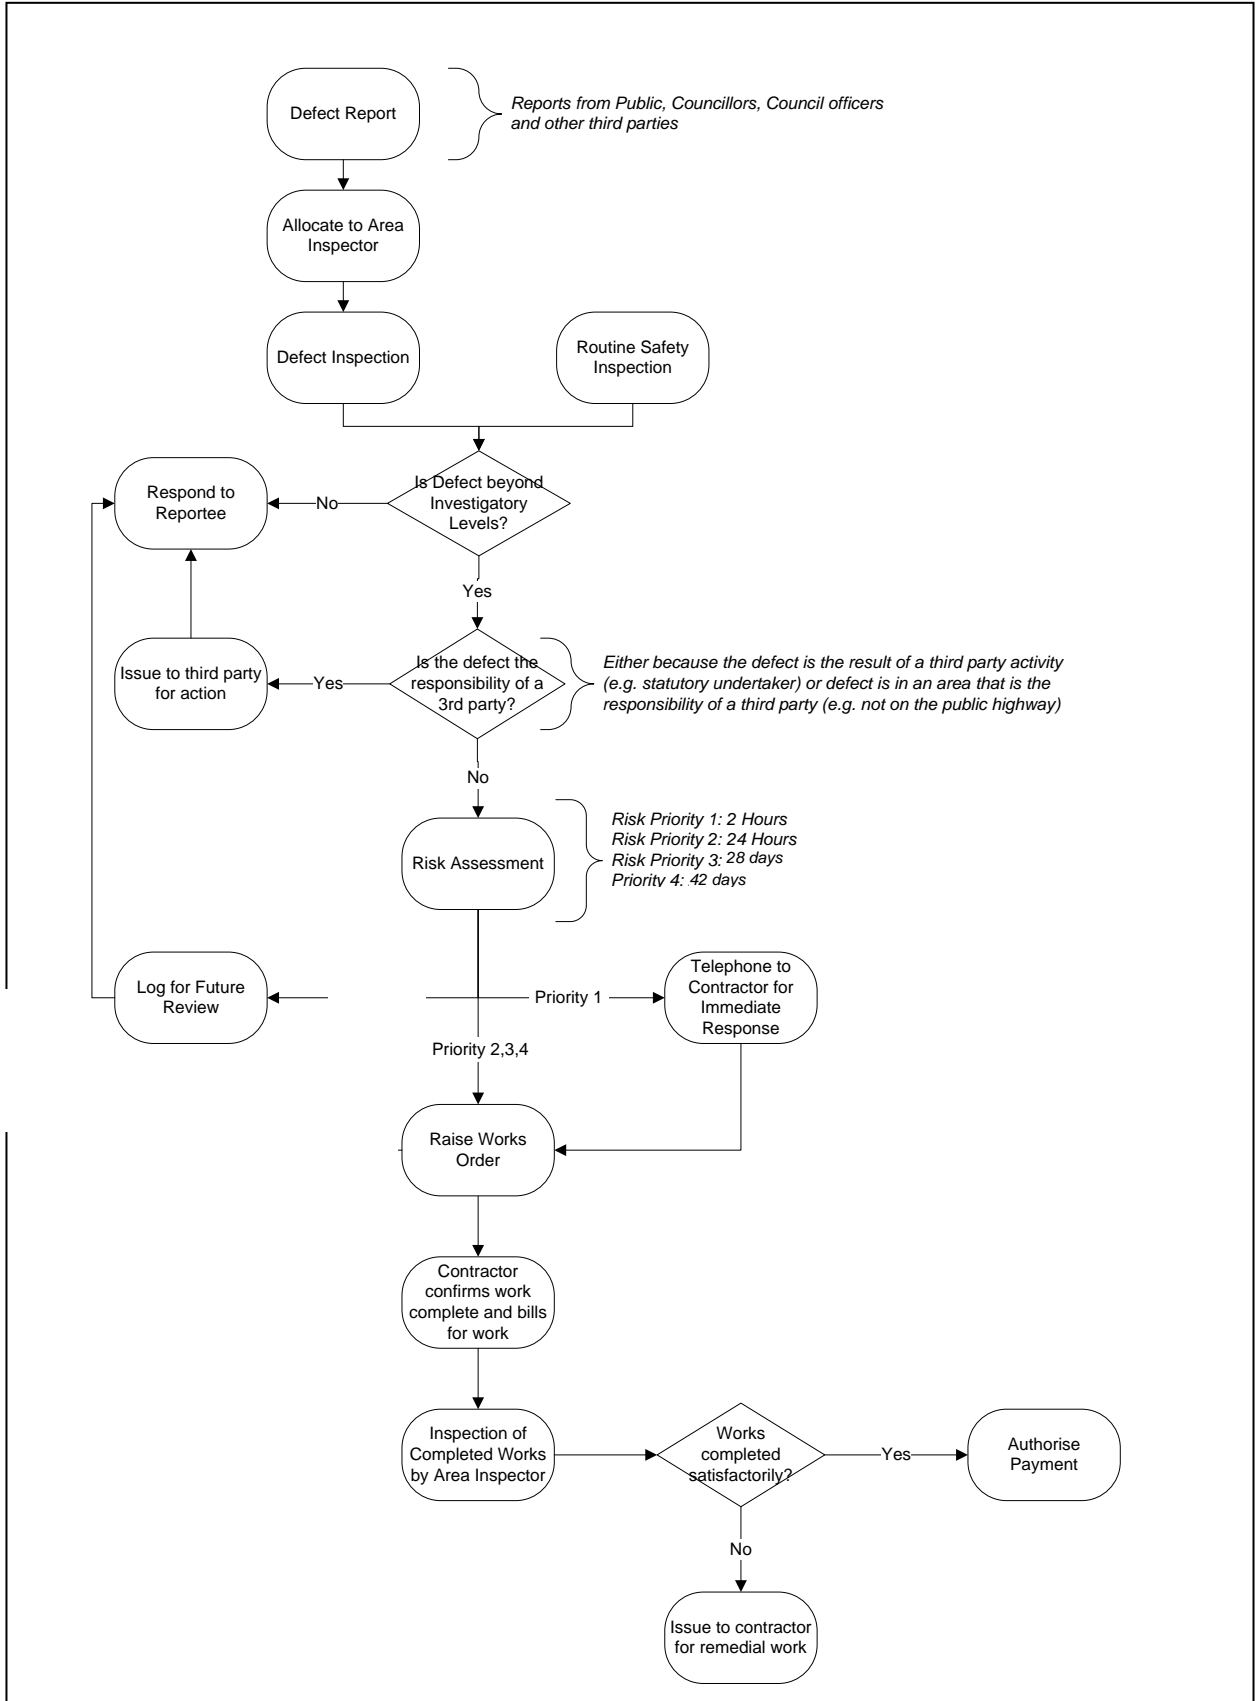 Defect Report
Reports from Public, Councillors, Council officers
and other third parties
Allocate to Area
Inspector
Defect Inspection
Routine Safety
Inspection
Is Defect beyond
Investigatory
Levels?
No
Respond to
Reportee
Yes
Is the defect the
responsibility of a
3rd party?
Yes
Issue to third party
for action
Either because the defect is the result of a third party activity
(e.g. statutory undertaker) or defect is in an area that is the
responsibility of a third party (e.g. not on the public highway)
No
Risk Assessment
Risk Priority 1: 2 Hours
Risk Priority 2: 24 Hours
Risk Priority 3: 28 days
Priority 4: 42 days
Log for Future
Review
Priority 1
Telephone to
Contractor for
Immediate
Response
Priority 2,3,4
Raise Works
Order
Contractor
confirms work
complete and bills
for work
Inspection of
Completed Works
by Area Inspector
Works
completed
satisfactorily?
Yes
Authorise
Payment
No
Issue to contractor
for remedial work